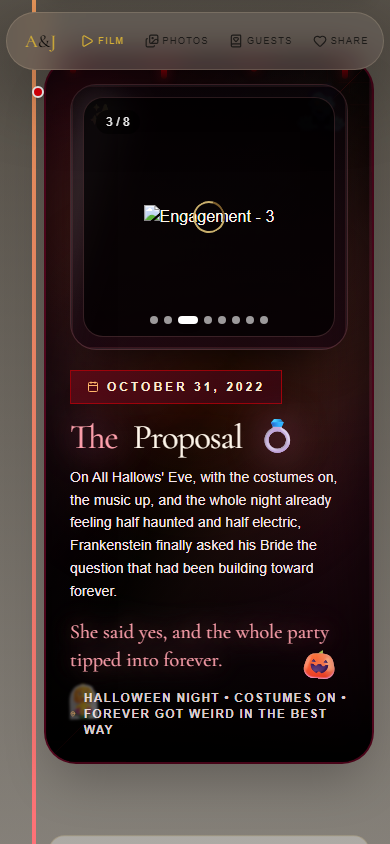 A&J
FILM
PHOTOS
GUESTS
SHARE
3 / 8
Engagement - 3
OCTOBER 31, 2022
The Proposal
On All Hallows' Eve, with the costumes on,
the music up, and the whole night already
feeling half haunted and half electric,
Frankenstein finally asked his Bride the
question that had been building toward
forever.
She said yes, and the whole party
tipped into forever.
HALLOWEEN NIGHT • COSTUMES ON •
FOREVER GOT WEIRD IN THE BEST
WAY